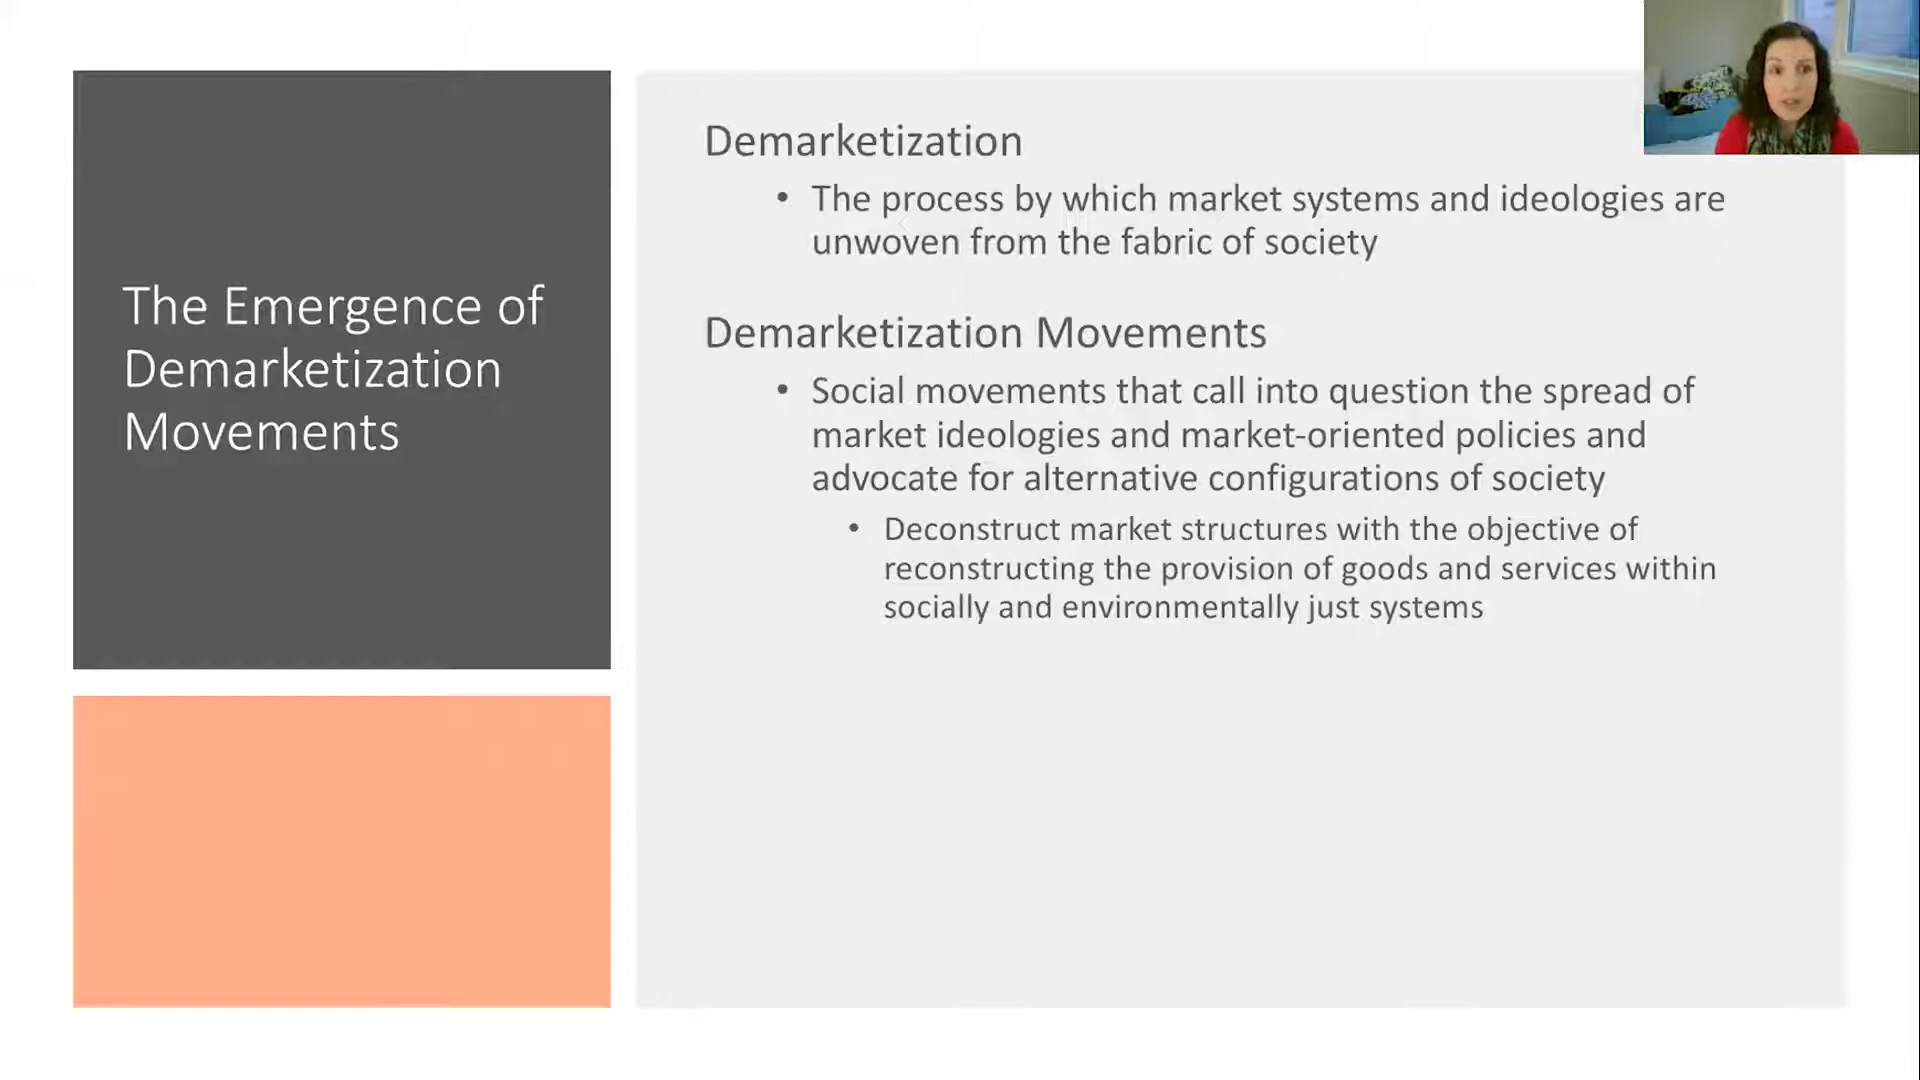 The Emergence of
Demarketization
Movements
Demarketization
• The process by which market systems and ideologies are
unwoven from the fabric of society
Demarketization Movements
• Social movements that call into question the spread of
market ideologies and market-oriented policies and
advocate for alternative configurations of society
• Deconstruct market structures with the objective of
reconstructing the provision of goods and services within
socially and environmentally just systems